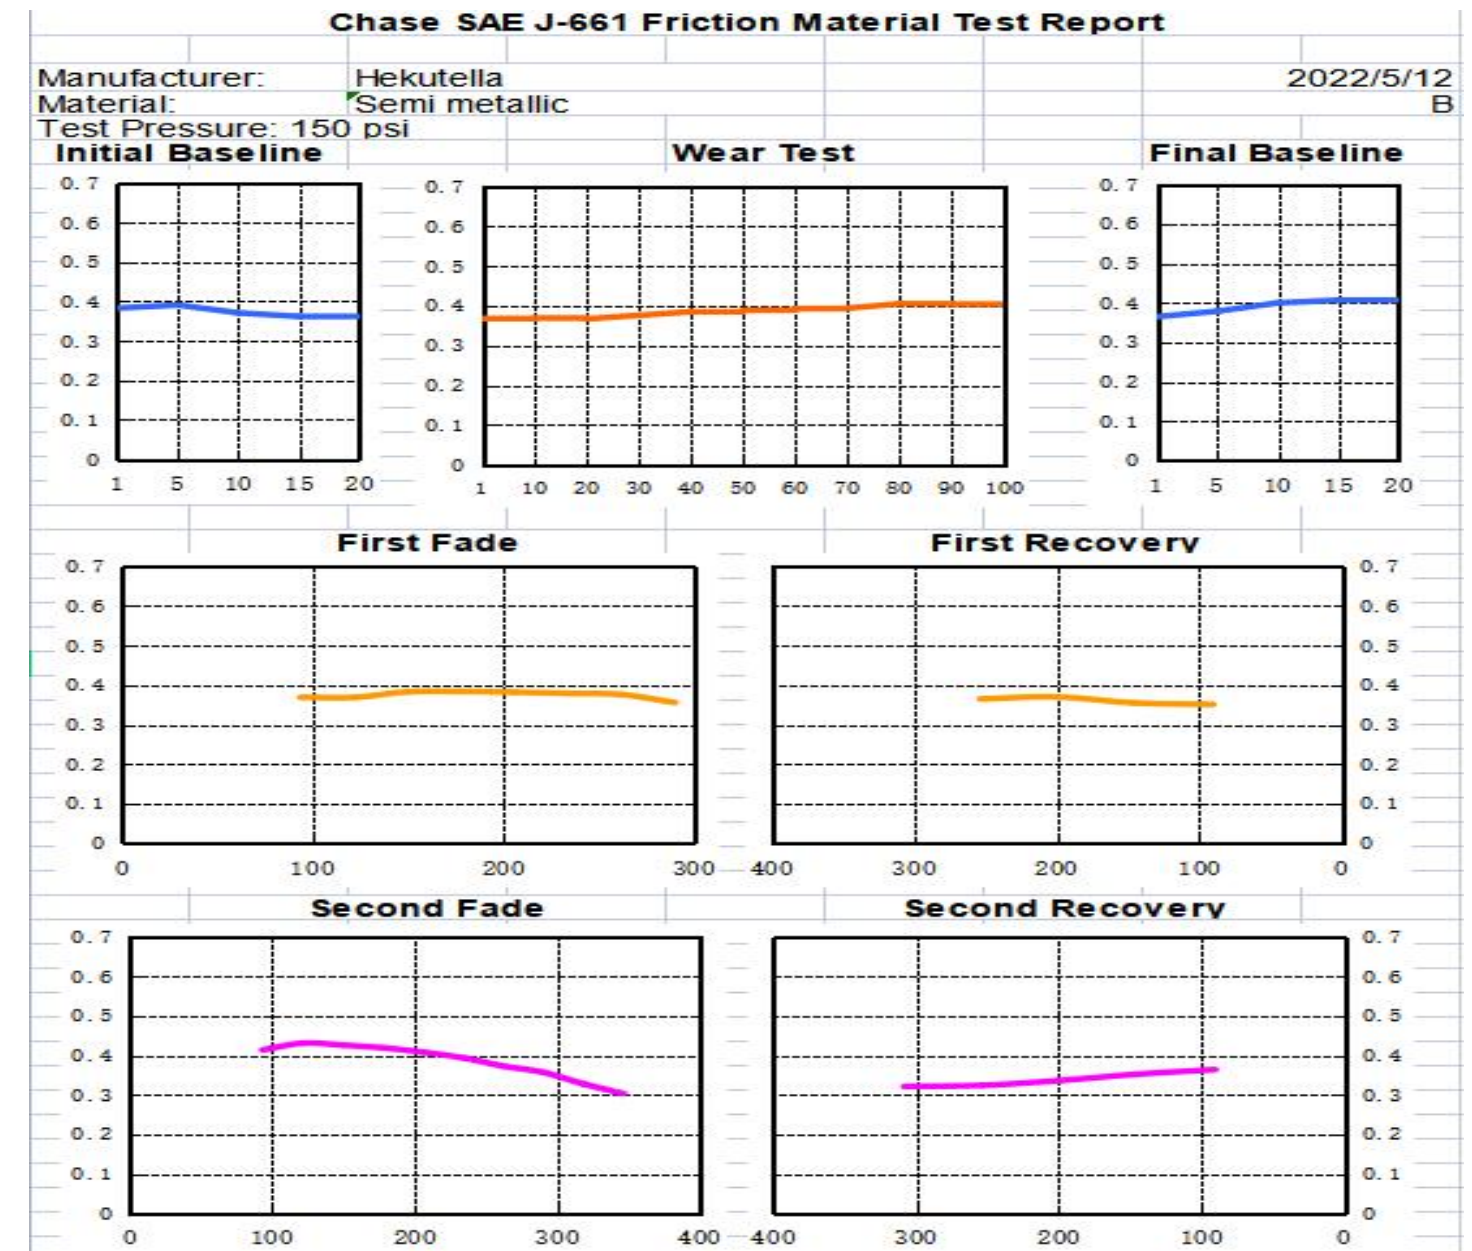 Chase SAE J-661 Friction Material Test Report
Manufacturer: Hekutella 2022/5/12
Material: Semi metallic B
Test Pressure: 150 psi
Initial Baseline Wear Test Final Baseline
0.7 0.7 0.7
0.6 0.6 0.6
0.5 0.5 0.5
0.4 0.4 0.4
0.3 0.3 0.3
0.2 0.2 0.2
0.1 0.1 0.1
0 0 0
1 5 10 15 20 1 10 20 30 40 50 60 70 80 90 100 1 5 10 15 20
First Fade First Recovery
0.7 0.7
0.6 0.6
0.5 0.5
0.4 0.4
0.3 0.3
0.2 0.2
0.1 0.1
0 0
0 100 200 300 400 300 200 100 0
Second Fade Second Recovery
0.7 0.7
0.6 0.6
0.5 0.5
0.4 0.4
0.3 0.3
0.2 0.2
0.1 0.1
0 0
0 100 200 300 400 400 300 200 100 0